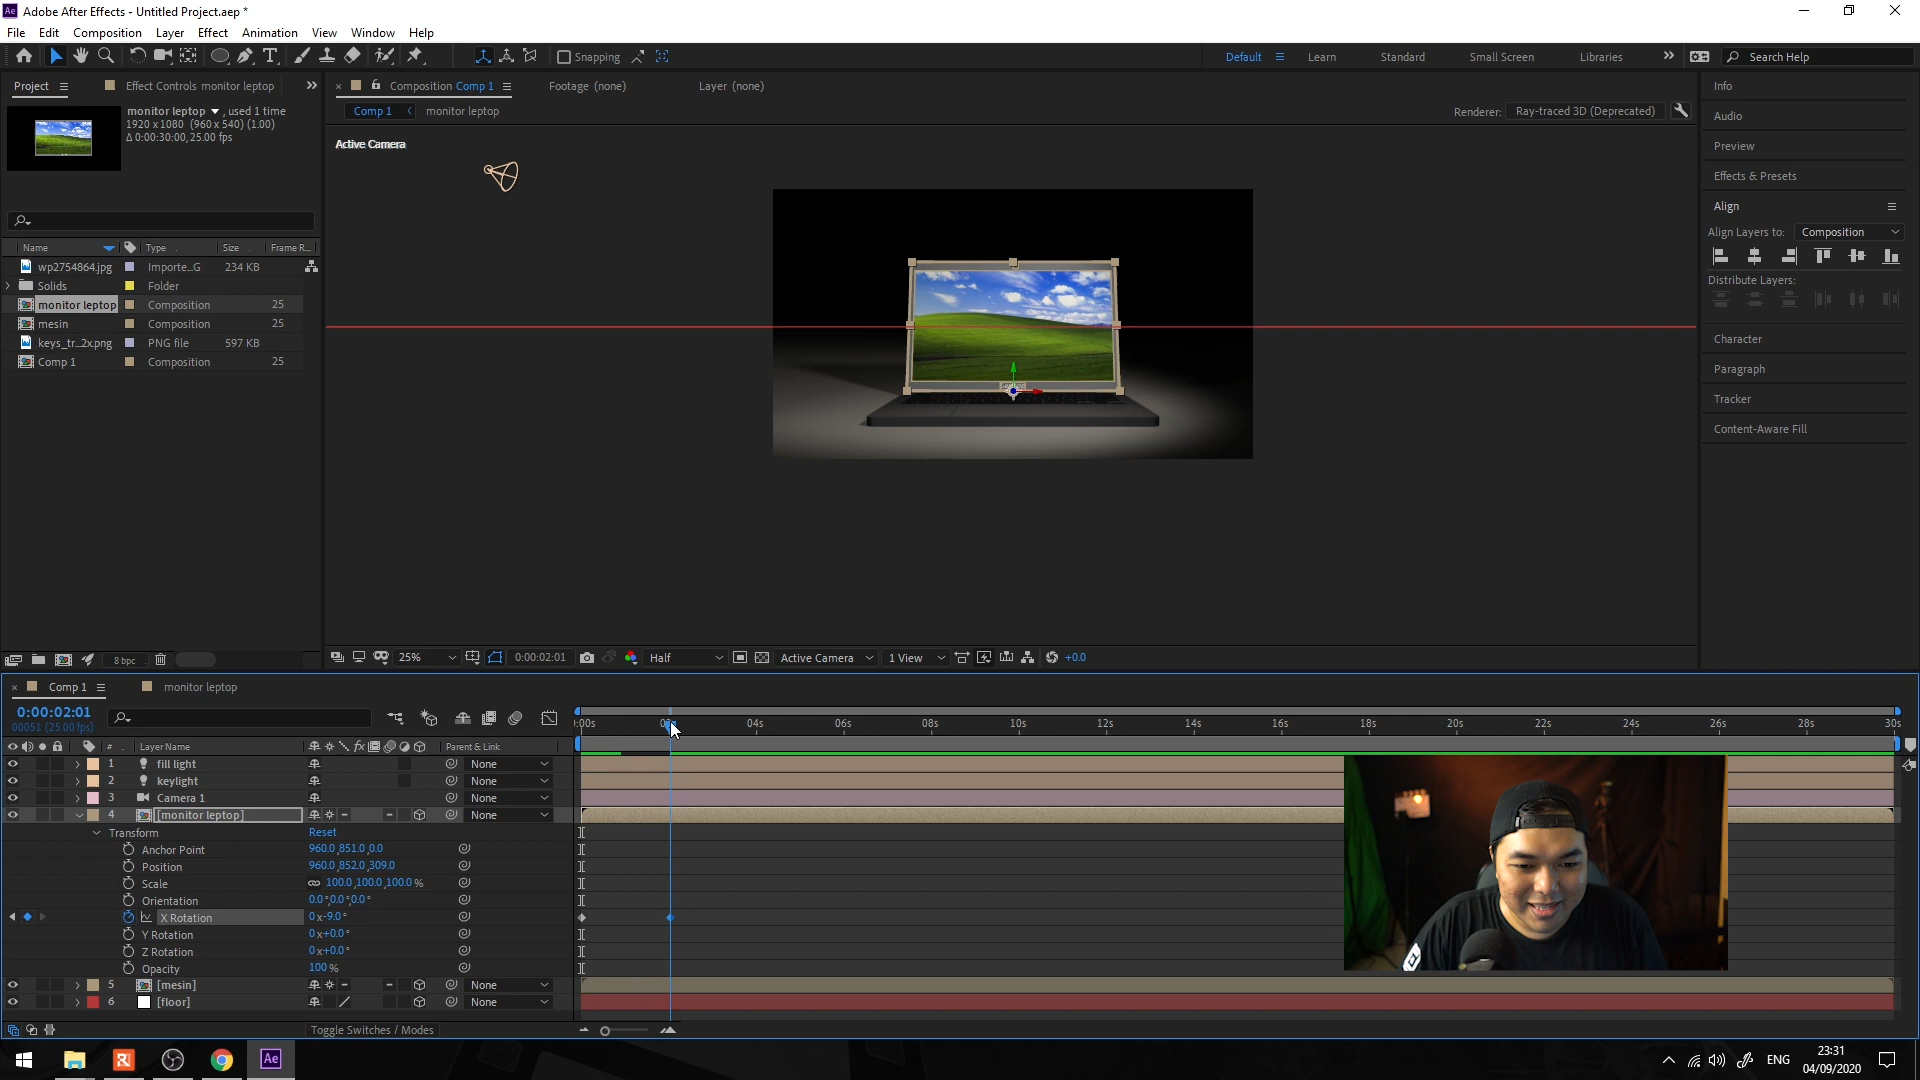 Adobe After Effects - Untitled Project.aep *
File Edit Composition Layer Effect Animation View Window Help
Snapping
Default Learn Standard Small Screen Libraries Search Help
Project Effect Controls monitor leptop
monitor leptop , used 1 time
1920 x 1080 (960 x 540) (1.00)
Δ 0:00:30:00, 25.00 fps
Name Type Size Frame R...
wp2754864.jpg Importe...G 234 KB
Solids Folder
monitor leptop Composition 25
mesin Composition 25
keys_tr...2x.png PNG file 597 KB
Comp 1 Composition 25
8 bpc
Composition Comp 1 Footage (none) Layer (none)
Comp 1 monitor leptop
Renderer: Ray-traced 3D (Deprecated)
Active Camera
25% 0:00:02:01 Half Active Camera 1 View +0.0
Info
Audio
Preview
Effects & Presets
Align
Align Layers to: Composition
Distribute Layers:
Character
Paragraph
Tracker
Content-Aware Fill
Comp 1 monitor leptop
0:00:02:01
00051 (25.00 fps)
:00s 04s 06s 08s 10s 12s 14s 16s 18s 20s 22s 24s 26s 28s 30s
# Layer Name Parent & Link
1 fill light None
2 keylight None
3 Camera 1 None
4 [monitor leptop] None
Transform Reset
Anchor Point 960.0,851.0,0.0
Position 960.0,852.0,309.0
Scale 100.0,100.0,100.0 %
Orientation 0.0°,0.0°,0.0°
X Rotation 0x-9.0°
Y Rotation 0x+0.0°
Z Rotation 0x+0.0°
Opacity 100 %
5 [mesin] None
6 [floor] None
Toggle Switches / Modes
Ae ENG
23:31
04/09/2020